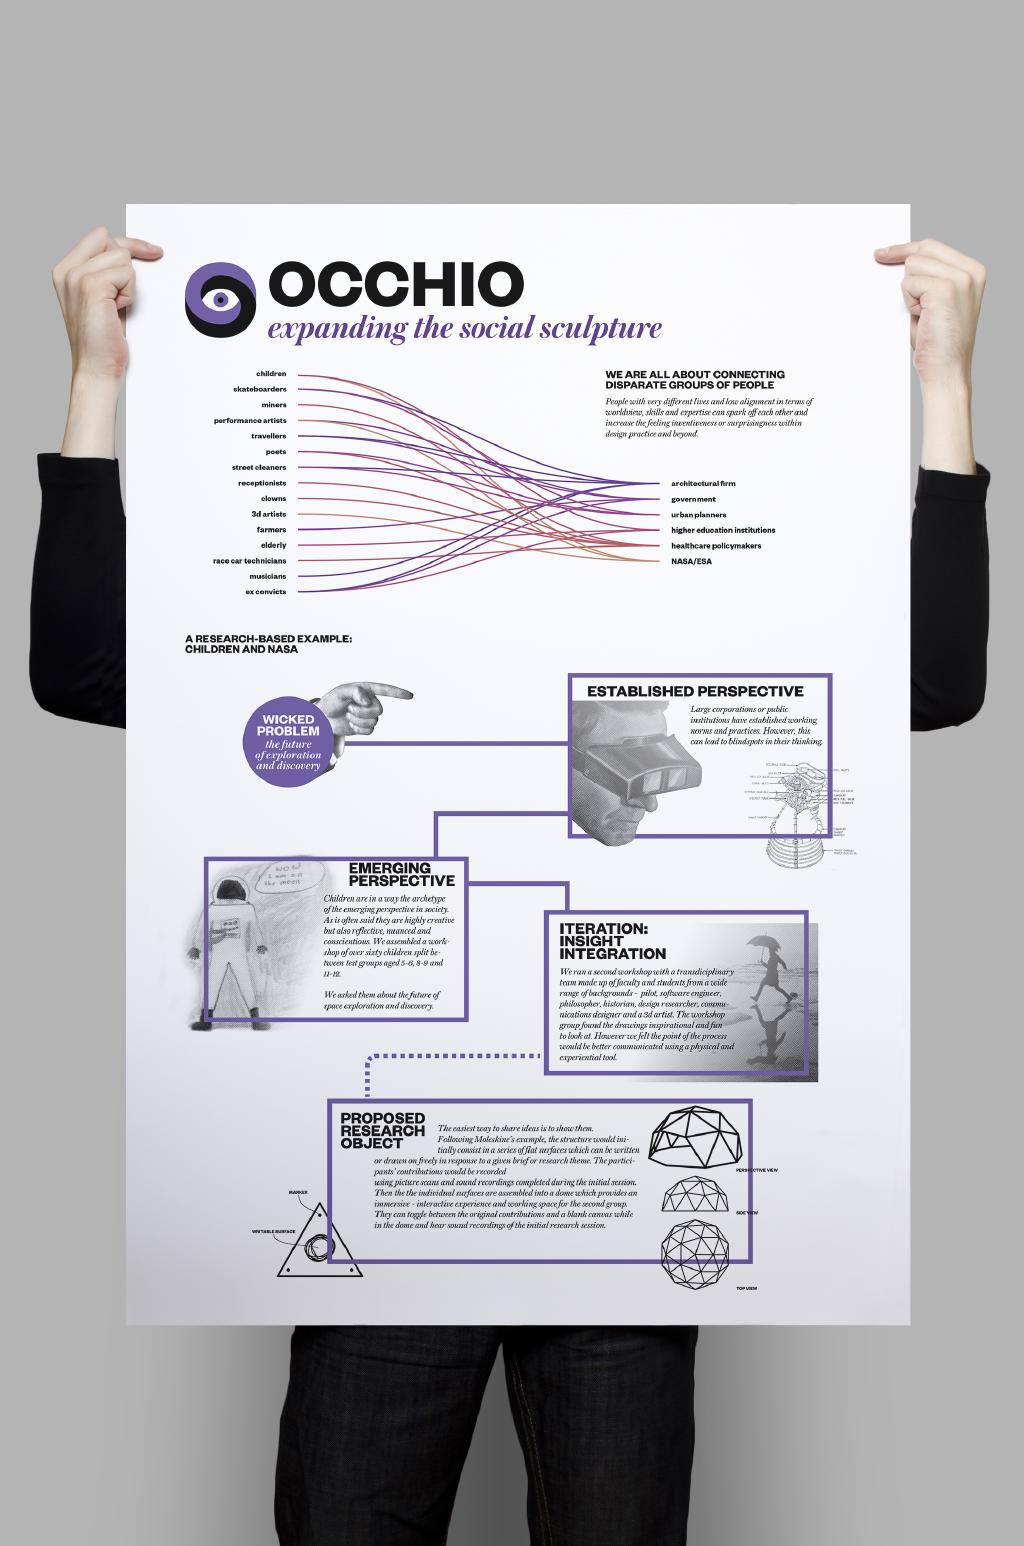 OCCHIO
expanding the social sculpture
children
skateboarders
miners
performance artists
travellers
poets
street cleaners
receptionists
clowns
3d artists
farmers
elderly
race car technicians
musicians
ex convicts
WE ARE ALL ABOUT CONNECTING
DISPARATE GROUPS OF PEOPLE
People with very different lives and low alignment in terms of
worldview, skills and expertise can spark off each other and
increase the feeling inventiveness or surprisingness within
design practice and beyond.
architectural firm
government
urban planners
higher education institutions
healthcare policymakers
NASA/ESA
A RESEARCH-BASED EXAMPLE:
CHILDREN AND NASA
WICKED
PROBLEM
the future
of exploration
and discovery
ESTABLISHED PERSPECTIVE
Large corporations or public
institutions have established working
norms and practices. However, this
can lead to blindspots in their thinking.
WOW
I am on
the moon
EMERGING
PERSPECTIVE
Children are in a way the archetype
of the emerging perspective in society.
As is often said they are highly creative
but also reflective, nuanced and
conscientious. We assembled a work-
shop of over sixty children split be-
tween test groups aged 5-6, 8-9 and
11-12.
We asked them about the future of
space exploration and discovery.
ITERATION:
INSIGHT
INTEGRATION
We ran a second workshop with a transdiciplinary
team made up of faculty and students from a wide
range of backgrounds - pilot, software engineer,
philosopher, historian, design researcher, commu-
nications designer and a 3d artist. The workshop
group found the drawings inspirational and fun
to look at. However we felt the point of the process
would be better communicated using a physical and
experiential tool.
PROPOSED
RESEARCH
OBJECT
The easiest way to share ideas is to show them.
Following Moleskine's example, the structure would ini-
tially consist in a series of flat surfaces which can be written
or drawn on freely in response to a given brief or research theme. The partici-
pants' contributions would be recorded
using picture scans and sound recordings completed during the initial session.
Then the the individual surfaces are assembled into a dome which provides an
immersive - interactive experience and working space for the second group.
They can toggle between the original contributions and a blank canvas while
in the dome and hear sound recordings of the initial research session.
PERSPECTIVE VIEW
SIDE VIEW
TOP VIEW
MARKER
WRITABLE SURFACE